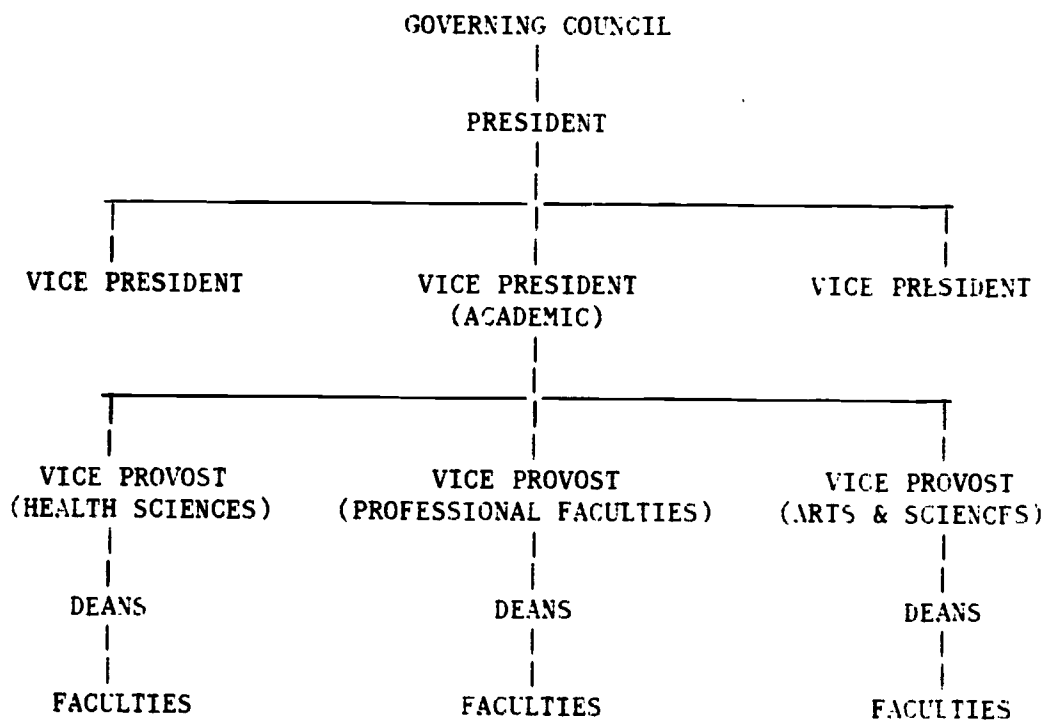 GOVERNING COUNCIL
PRESIDENT
VICE PRESIDENT
VICE PRESIDENT
(ACADEMIC)
VICE PRESIDENT
VICE PROVOST
(HEALTH SCIENCES)
VICE PROVOST
(PROFESSIONAL FACULTIES)
VICE PROVOST
(ARTS & SCIENCES)
DEANS
DEANS
DEANS
FACULTIES
FACULTIES
FACULTIES